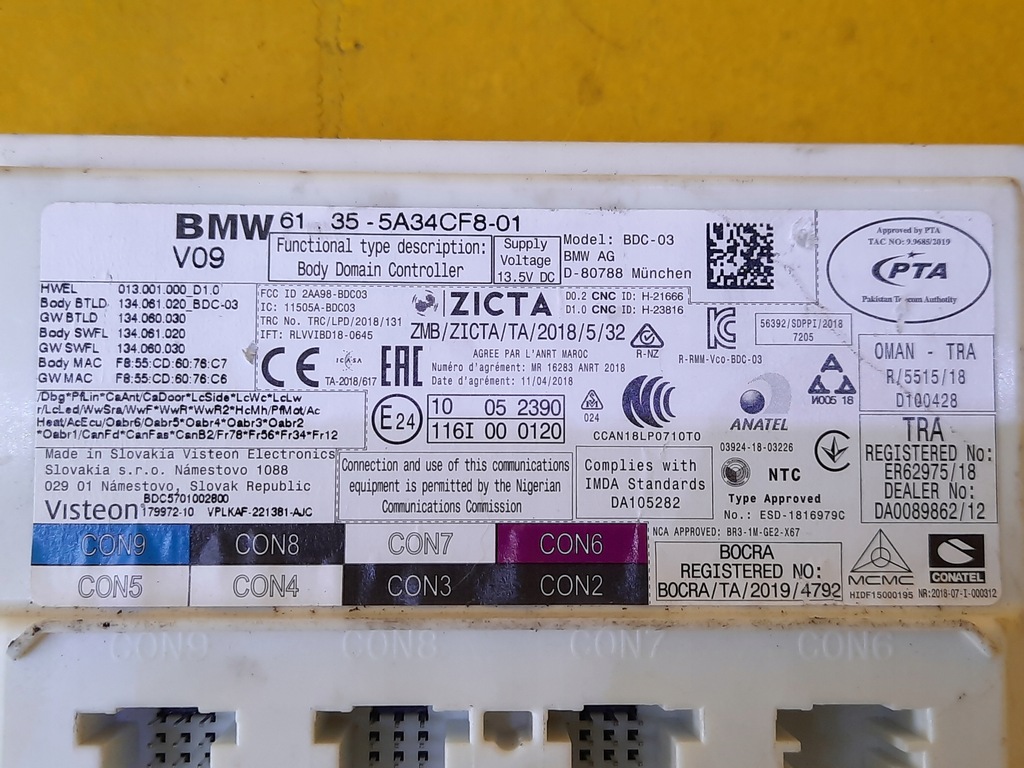 BMW 61 35 - 5A34CF8-01
V09
Functional type description:
Body Domain Controller
Supply
Voltage
13.5V DC
Model: BDC-03
BMW AG
D-80788 München
HWEL 013.001.000_D1.0
Body BTLD 134.061.020_BDC-03
GW BTLD 134.060.030
Body SWFL 134.061.020
GW SWFL 134.060.030
Body MAC F8:55:CD:60:76:C7
GW MAC F8:55:CD:60:76:C6
FCC ID 2AA98-BDC03
IC: 11505A-BDC03
TRC No. TRC/LPD/2018/131
IFT: RLVVIBD18-0645
ZICTA
ZMB/ZICTA/TA/2018/5/32
D0.2 CNC ID: H-21666
D1.0 CNC ID: H-23816
R-NZ
CE
ICASA
TA-2018/617
EAC
AGREE PAR L'ANRT MAROC
Numéro d'agrément: MR 16283 ANRT 2018
Date d'agrément: 11/04/2018
KC
R-RMM-Vco-BDC-03
56392/SDPPI/2018
7205
Approved by PTA
TAC NO: 9.9685/2019
PTA
Pakistan Telecom Authority
OMAN - TRA
R/5515/18
D100428
/Dbg*PfLin*CaAnt/CaDoor*LcSide*LcWc*LcLw
r/LcLed/WwSra/WwF*WwR*WwR2*HcMh/PfMot/Ac
Heat/AcEcu/Oabr6/Oabr5*Oabr4*Oabr3*Oabr2
*Oabr1/CanFd*CanFas*CanB2/Fr78*Fr56*Fr34*Fr12
E24
10 05 2390
116I 00 0120
024
CCAN18LP0710T0
ANATEL
03924-18-03226
И005 18
TRA
REGISTERED No:
ER62975/18
DEALER No:
DA0089862/12
Made in Slovakia Visteon Electronics
Slovakia s.r.o. Námestovo 1088
029 01 Námestovo, Slovak Republic
BDC5701002800
Visteon 179972-10 VPLKAF-221381-AJC
Connection and use of this communications
equipment is permitted by the Nigerian
Communications Commission
Complies with
IMDA Standards
DA105282
NTC
Type Approved
No.: ESD-1816979C
NCA APPROVED: BR3-1M-GE2-X67
CON9 CON8 CON7 CON6
CON5 CON4 CON3 CON2
BOCRA
REGISTERED NO:
BOCRA/TA/2019/4792
MCMC
HIDF15000195
CONATEL
NR:2018-07-I-000312
CON9 CON8 CON7 CON6